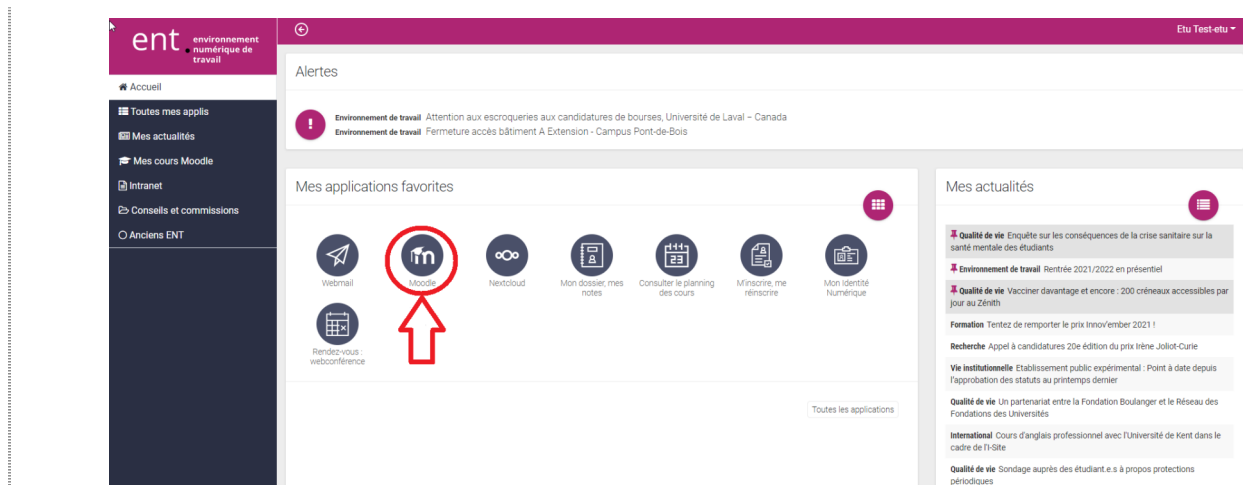 ent.
environnement
numérique de
travail
Etu Test-etu
Accueil
Toutes mes applis
Mes actualités
Mes cours Moodle
Intranet
Conseils et commissions
Anciens ENT
Alertes
Environnement de travail Attention aux escroqueries aux candidatures de bourses, Université de Laval – Canada
Environnement de travail Fermeture accès bâtiment A Extension - Campus Pont-de-Bois
Mes applications favorites
Webmail
Moodle
Nextcloud
Mon dossier, mes
notes
Consulter le planning
des cours
M'inscrire, me
réinscrire
Mon Identité
Numérique
Rendez-vous :
webconférence
Toutes les applications
Mes actualités
Qualité de vie Enquête sur les conséquences de la crise sanitaire sur la
santé mentale des étudiants
Environnement de travail Rentrée 2021/2022 en présentiel
Qualité de vie Vacciner davantage et encore : 200 créneaux accessibles par
jour au Zénith
Formation Tentez de remporter le prix Innov'ember 2021 !
Recherche Appel à candidatures 20e édition du prix Irène Joliot-Curie
Vie institutionnelle Etablissement public expérimental : Point à date depuis
l'approbation des statuts au printemps dernier
Qualité de vie Un partenariat entre la Fondation Boulanger et le Réseau des
Fondations des Universités
International Cours d'anglais professionnel avec l'Université de Kent dans le
cadre de l'I-Site
Qualité de vie Sondage auprès des étudiant.e.s à propos protections
périodiques